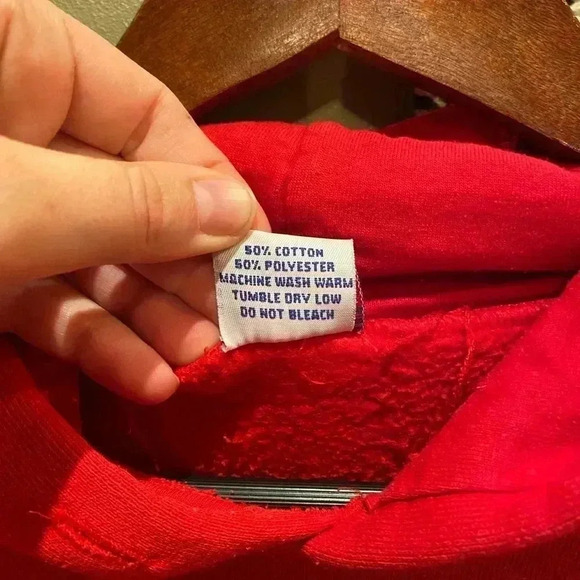 50% COTTON
50% POLYESTER
MACHINE WASH WARM
TUMBLE DRY LOW
DO NOT BLEACH